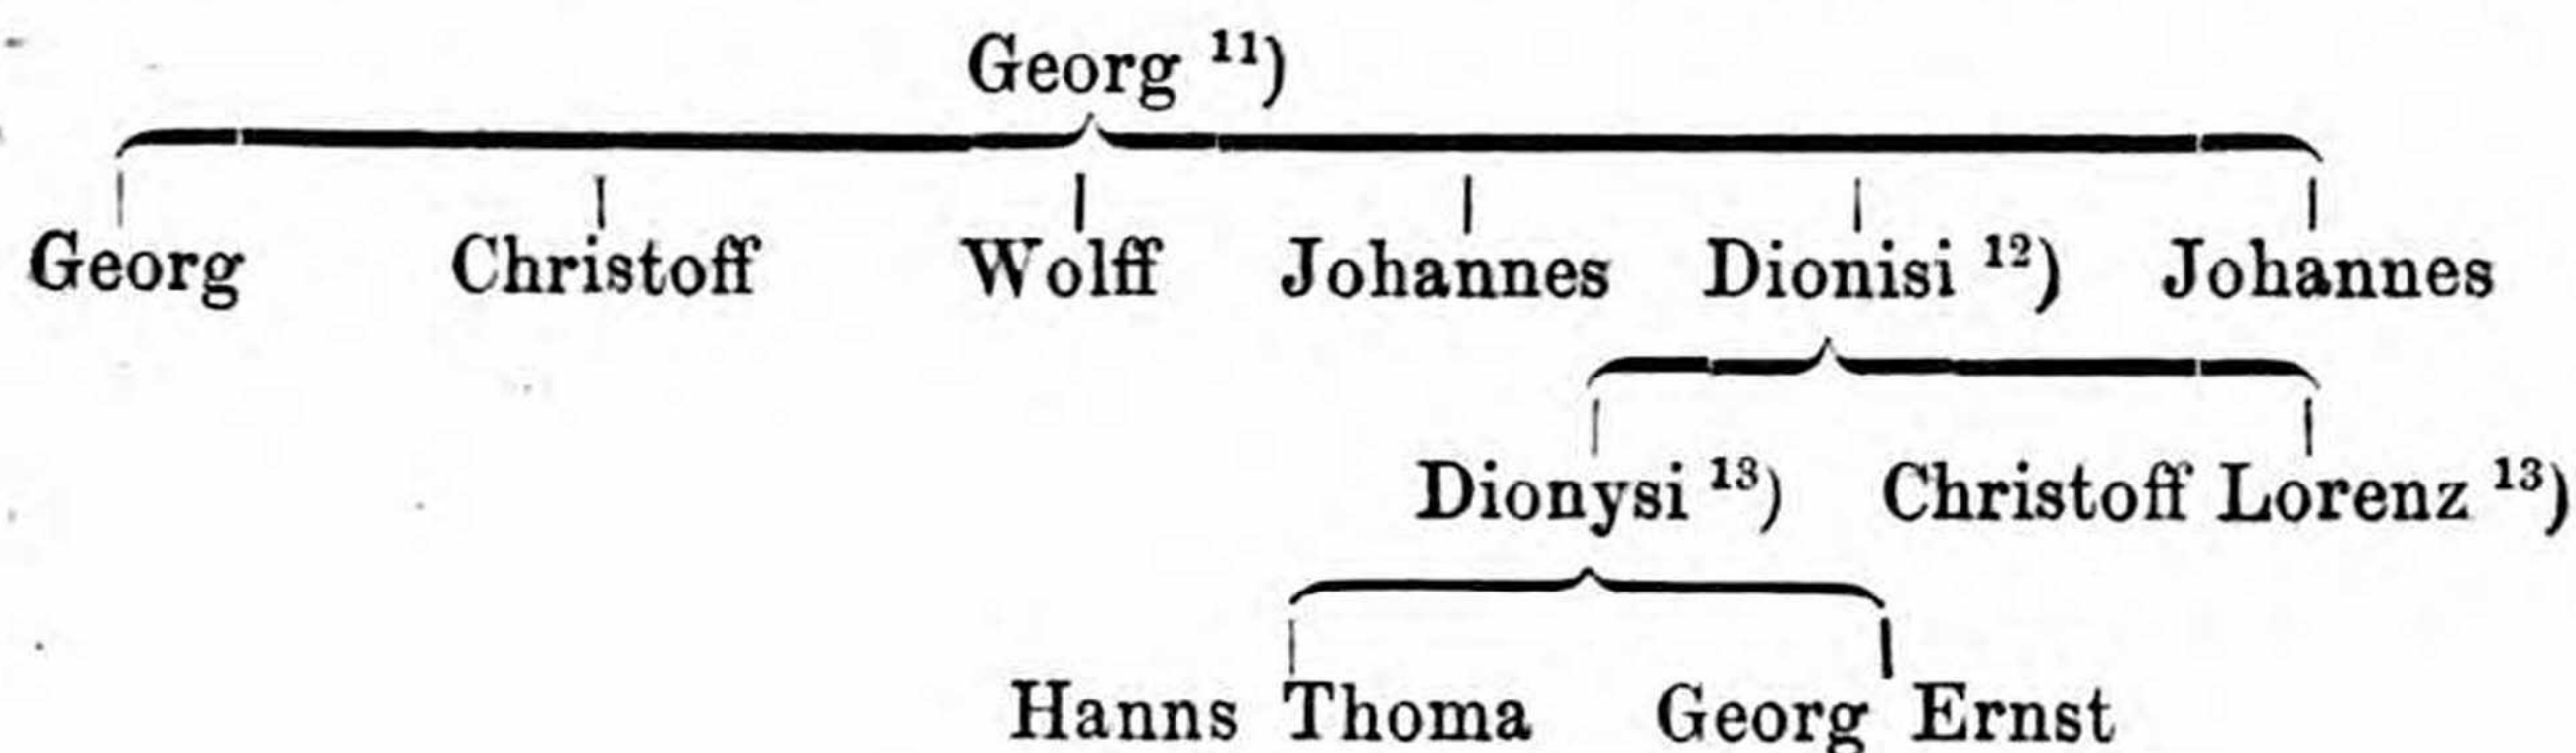 Georg ¹¹)
Georg Christoff Wolff Johannes Dionisi ¹²) Johannes
Dionysi ¹³) Christoff Lorenz ¹³)
Hanns Thoma Georg Ernst